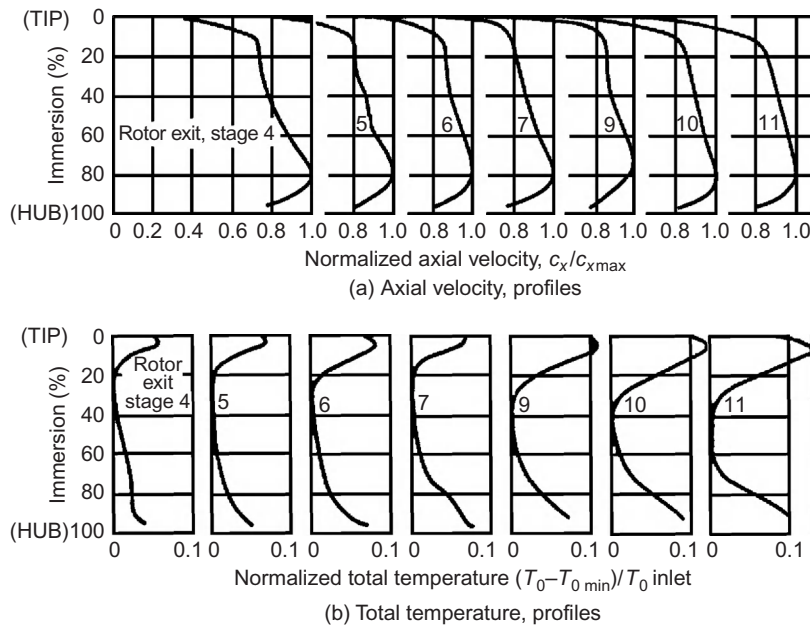 (TIP) 0
20
40
60
80
(HUB)100
Immersion (%)
Rotor exit, stage 4
5
6
7
9
10
11
0 0.2 0.4 0.6 0.8 1.0 0.8 1.0 0.8 1.0 0.8 1.0 0.8 1.0 0.8 1.0 0.8 1.0
Normalized axial velocity, cx/cxmax
(a) Axial velocity, profiles
(TIP) 0
20
40
60
80
(HUB)100
Immersion (%)
Rotor
exit
stage 4
5
6
7
9
10
11
0 0.1 0 0.1 0 0.1 0 0.1 0 0.1 0 0.1 0 0.1
Normalized total temperature (T0–T0 min)/T0 inlet
(b) Total temperature, profiles